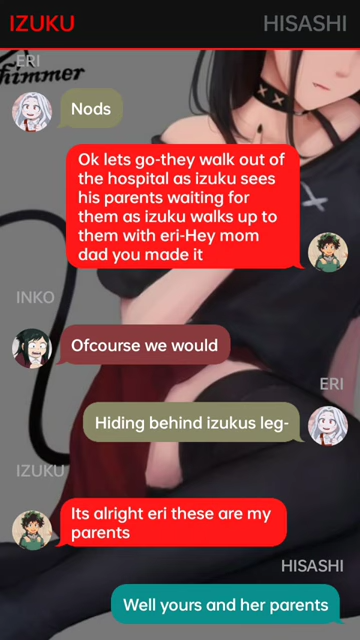 IZUKU
HISASHI
ERI
himmer
Nods
Ok lets go-they walk out of
the hospital as izuku sees
his parents waiting for
them as izuku walks up to
them with eri-Hey mom
dad you made it
INKO
Ofcourse we would
ERI
Hiding behind izukus leg-
IZUKU
Its alright eri these are my
parents
HISASHI
Well yours and her parents